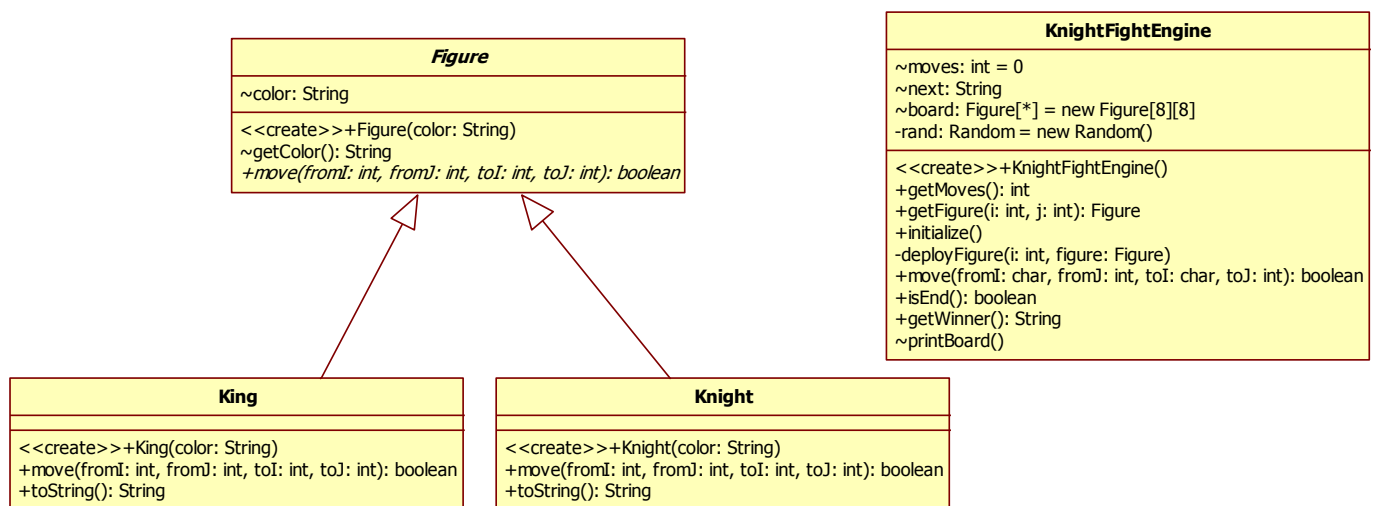 Figure
~color: String
<<create>>+Figure(color: String)
~getColor(): String
+move(fromI: int, fromJ: int, toI: int, toJ: int): boolean
KnightFightEngine
~moves: int = 0
~next: String
~board: Figure[*] = new Figure[8][8]
-rand: Random = new Random()
<<create>>+KnightFightEngine()
+getMoves(): int
+getFigure(i: int, j: int): Figure
+initialize()
-deployFigure(i: int, figure: Figure)
+move(fromI: char, fromJ: int, toI: char, toJ: int): boolean
+isEnd(): boolean
+getWinner(): String
~printBoard()
King
<<create>>+King(color: String)
+move(fromI: int, fromJ: int, toI: int, toJ: int): boolean
+toString(): String
Knight
<<create>>+Knight(color: String)
+move(fromI: int, fromJ: int, toI: int, toJ: int): boolean
+toString(): String